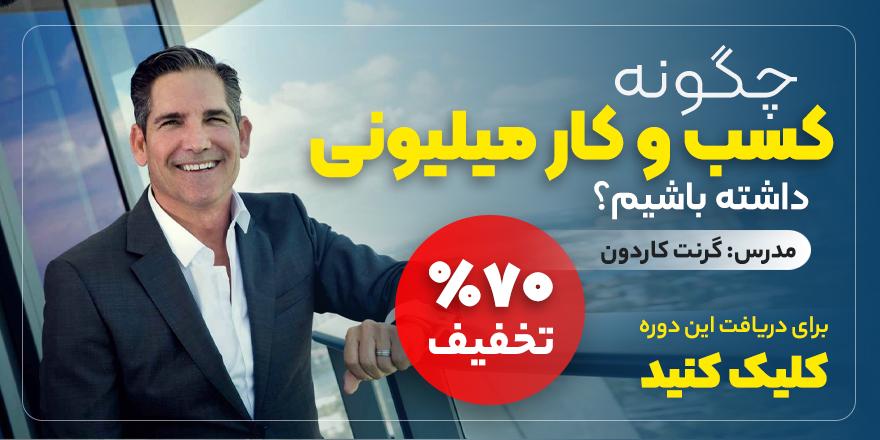 چگونه
کسب و کار میلیونی
داشته باشیم؟
مدرس: گرنت کاردون
%۷۰
تخفیف
برای دریافت این دوره
کلیک کنید